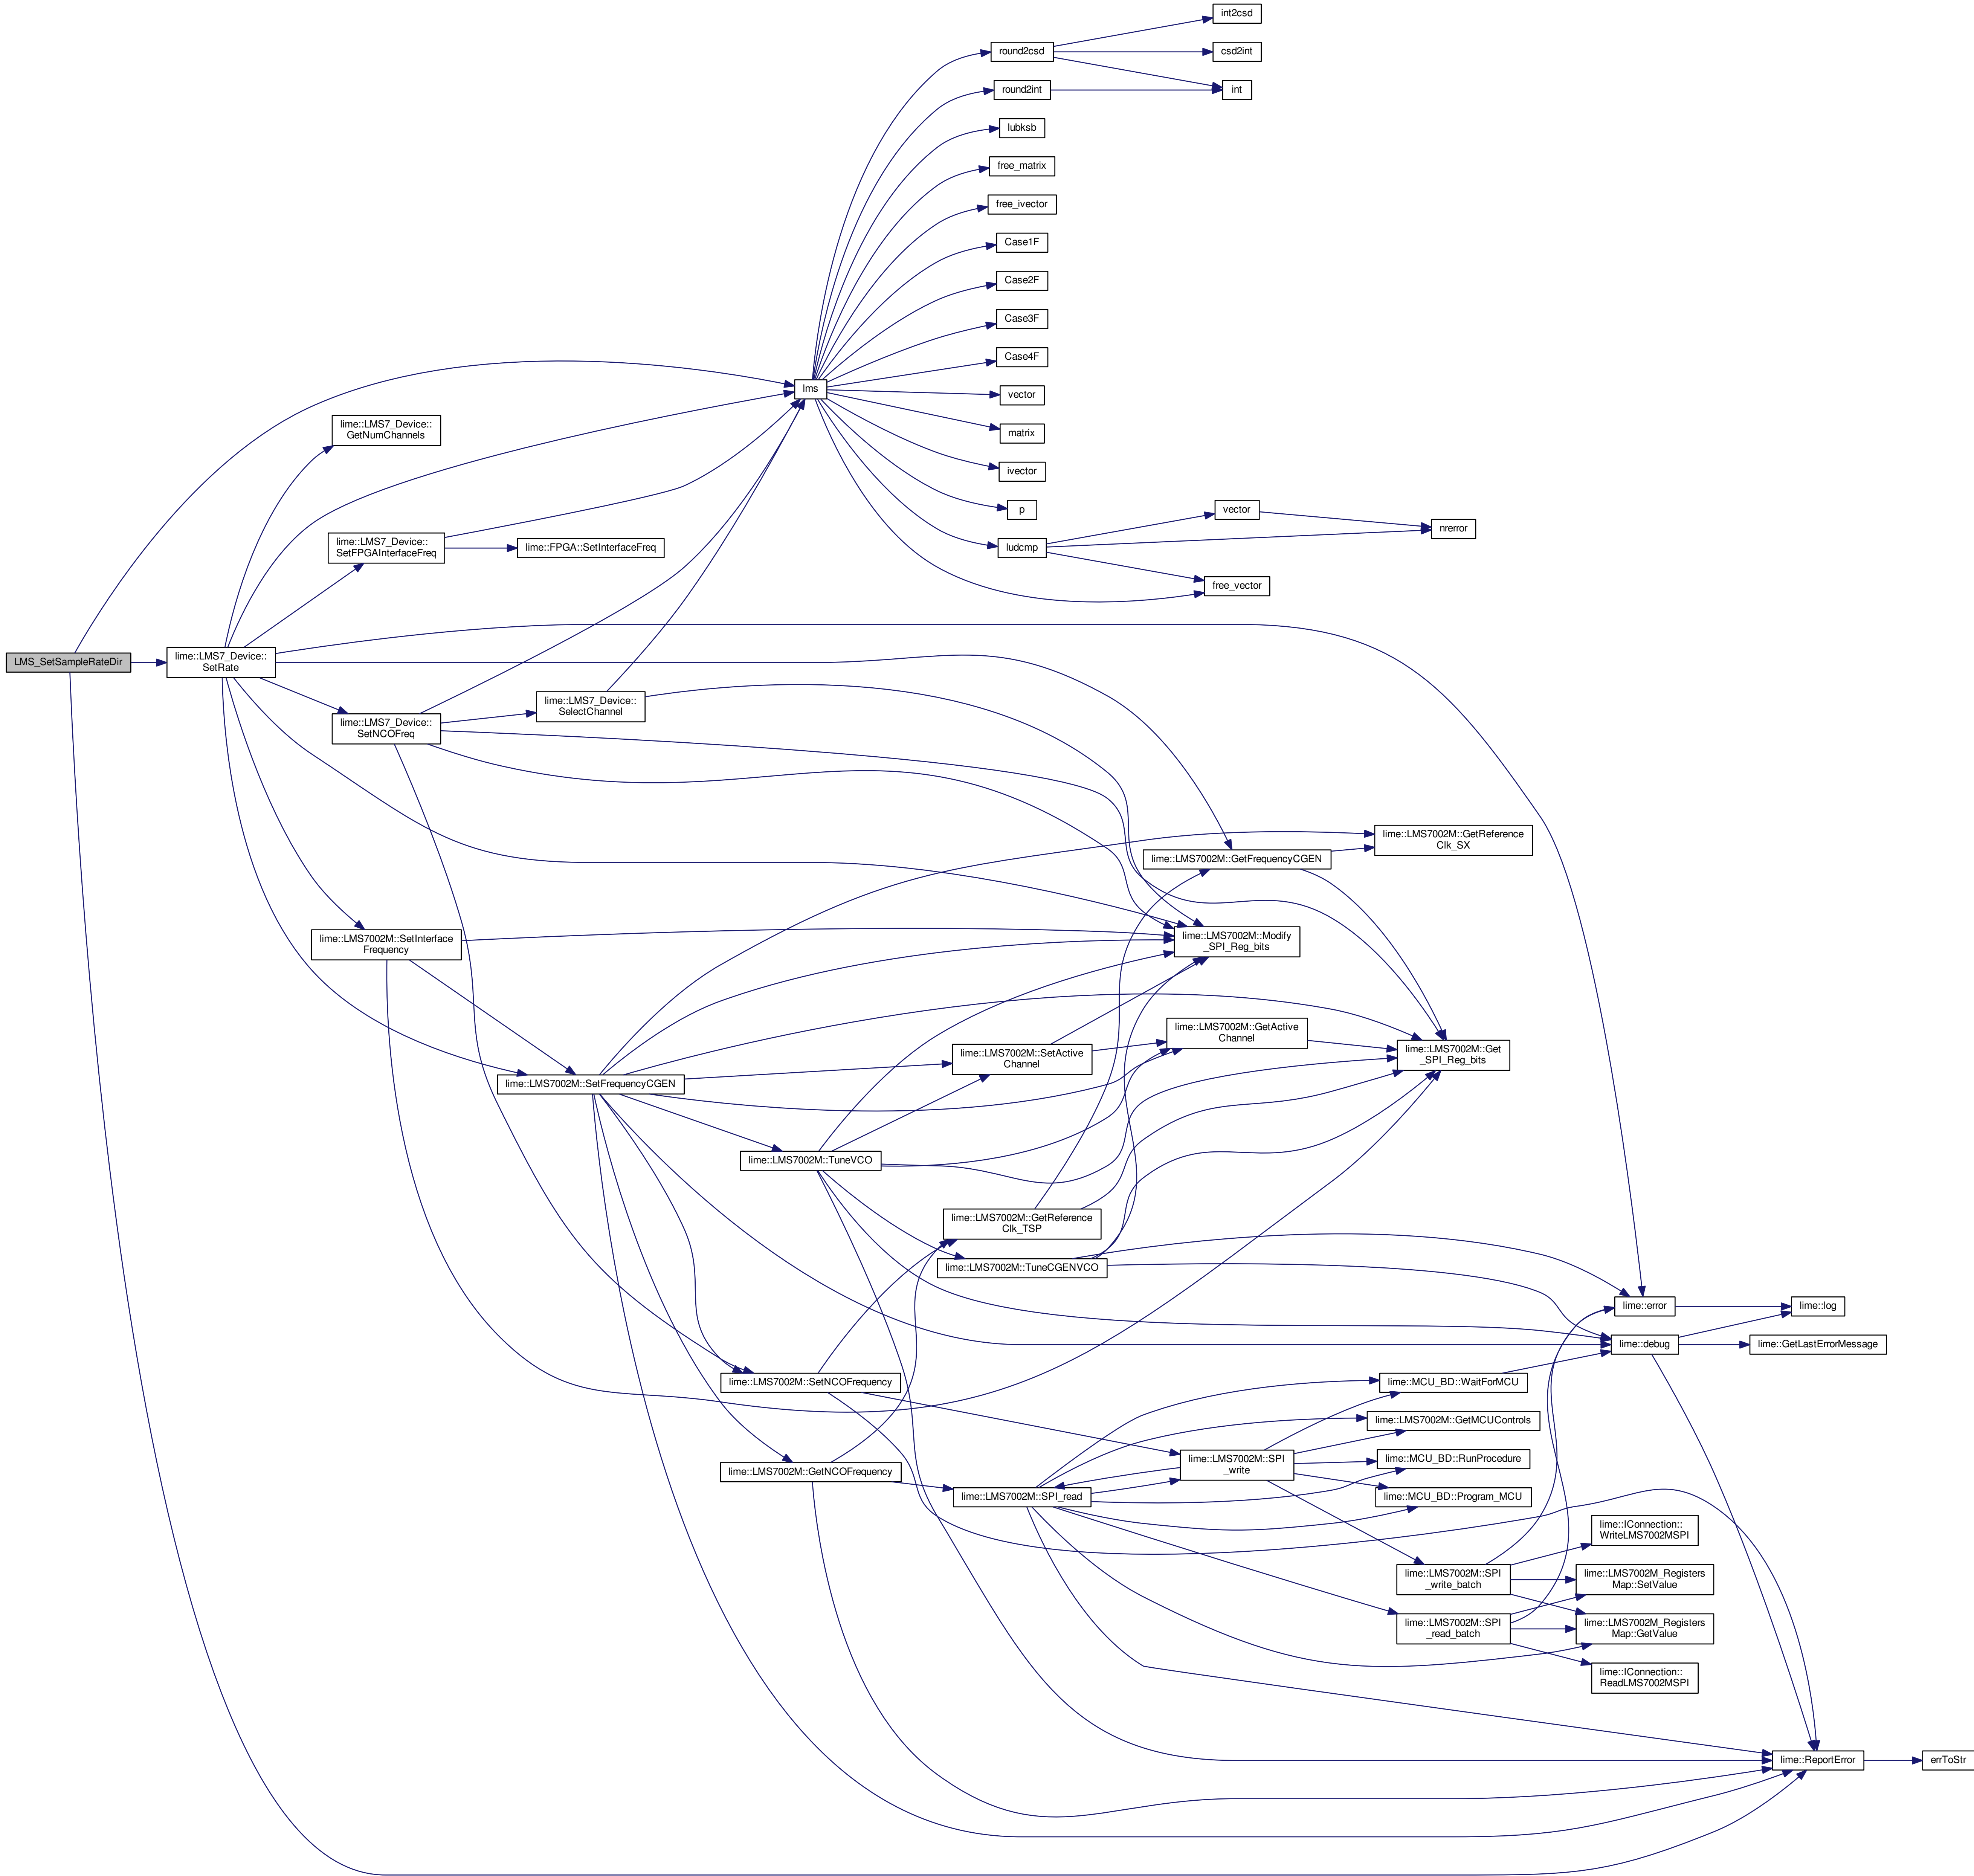 int2csd
round2csd
csd2int
round2int
int
lubksb
free_matrix
free_ivector
Case1F
Case2F
Case3F
Case4F
lms
vector
lime::LMS7_Device::
GetNumChannels
matrix
ivector
p
vector
nrerror
lime::LMS7_Device::
SetFPGAInterfaceFreq
lime::FPGA::SetInterfaceFreq
ludcmp
free_vector
LMS_SetSampleRateDir
lime::LMS7_Device::
SetRate
lime::LMS7_Device::
SelectChannel
lime::LMS7_Device::
SetNCOFreq
lime::LMS7002M::GetReference
Clk_SX
lime::LMS7002M::GetFrequencyCGEN
lime::LMS7002M::SetInterface
Frequency
lime::LMS7002M::Modify
_SPI_Reg_bits
lime::LMS7002M::GetActive
Channel
lime::LMS7002M::SetActive
Channel
lime::LMS7002M::Get
_SPI_Reg_bits
lime::LMS7002M::SetFrequencyCGEN
lime::LMS7002M::TuneVCO
lime::LMS7002M::GetReference
Clk_TSP
lime::LMS7002M::TuneCGENVCO
lime::error
lime::log
lime::debug
lime::GetLastErrorMessage
lime::LMS7002M::SetNCOFrequency
lime::MCU_BD::WaitForMCU
lime::LMS7002M::GetMCUControls
lime::LMS7002M::GetNCOFrequency
lime::LMS7002M::SPI
_write
lime::MCU_BD::RunProcedure
lime::LMS7002M::SPI_read
lime::MCU_BD::Program_MCU
lime::IConnection::
WriteLMS7002MSPI
lime::LMS7002M::SPI
_write_batch
lime::LMS7002M_Registers
Map::SetValue
lime::LMS7002M::SPI
_read_batch
lime::LMS7002M_Registers
Map::GetValue
lime::IConnection::
ReadLMS7002MSPI
lime::ReportError
errToStr